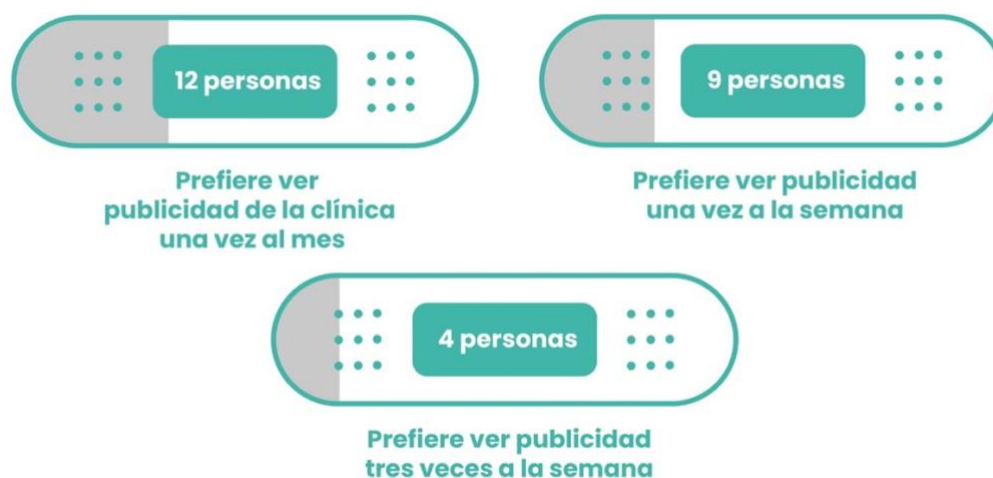 12 personas
Prefiere ver
publicidad de la clínica
una vez al mes
9 personas
Prefiere ver publicidad
una vez a la semana
4 personas
Prefiere ver publicidad
tres veces a la semana